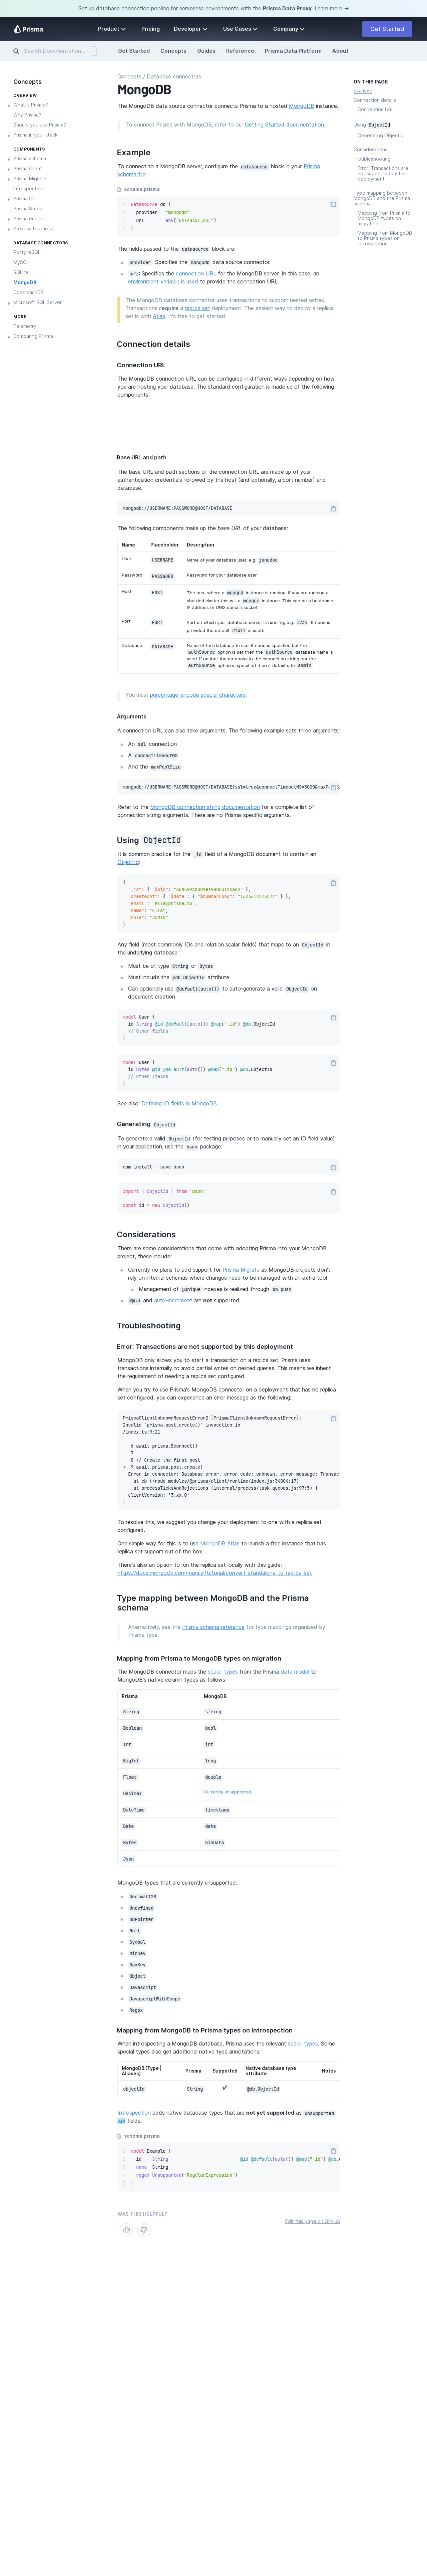 Set up database connection pooling for serverless environments with the Prisma Data Proxy. Learn more →
Prisma
Product
Pricing
Developer
Use Cases
Company
Get Started
Search Documentation...
/
Get Started
Concepts
Guides
Reference
Prisma Data Platform
About
Concepts
OVERVIEW
What is Prisma?
Why Prisma?
Should you use Prisma?
Prisma in your stack
COMPONENTS
Prisma schema
Prisma Client
Prisma Migrate
Introspection
Prisma CLI
Prisma Studio
Prisma engines
Preview features
DATABASE CONNECTORS
PostgreSQL
MySQL
SQLite
MongoDB
CockroachDB
Microsoft SQL Server
MORE
Telemetry
Comparing Prisma
Concepts / Database connectors
MongoDB
The MongoDB data source connector connects Prisma to a hosted MongoDB instance.
To connect Prisma with MongoDB, refer to our Getting Started documentation.
Example
To connect to a MongoDB server, configure the datasource block in your Prisma
schema file:
schema.prisma
1 datasource db {
2 provider = "mongodb"
3 url = env("DATABASE_URL")
4 }
The fields passed to the datasource block are:
provider: Specifies the mongodb data source connector.
url: Specifies the connection URL for the MongoDB server. In this case, an
environment variable is used to provide the connection URL.
The MongoDB database connector uses transactions to support nested writes.
Transactions require a replica set deployment. The easiest way to deploy a replica
set is with Atlas. It's free to get started.
Connection details
Connection URL
The MongoDB connection URL can be configured in different ways depending on how
you are hosting your database. The standard configuration is made up of the following
components:
Base URL and path
The base URL and path sections of the connection URL are made up of your
authentication credentials followed by the host (and optionally, a port number) and
database.
mongodb://USERNAME:PASSWORD@HOST/DATABASE
The following components make up the base URL of your database:
Name Placeholder Description
User USERNAME Name of your database user, e.g. janedoe
Password PASSWORD Password for your database user
Host HOST The host where a mongod instance is running. If you are running a
sharded cluster this will a mongos instance. This can be a hostname,
IP address or UNIX domain socket.
Port PORT Port on which your database server is running, e.g. 1234. If none is
provided the default 27017 is used.
Database DATABASE Name of the database to use. If none is specified but the
authSource option is set then the authSource database name is
used. If neither the database in the connection string nor the
authSource option is specified then it defaults to admin
You must percentage-encode special characters.
Arguments
A connection URL can also take arguments. The following example sets three arguments:
An ssl connection
A connectTimeoutMS
And the maxPoolSize
mongodb://USERNAME:PASSWORD@HOST/DATABASE?ssl=true&connectTimeoutMS=5000&maxPo
Refer to the MongoDB connection string documentation for a complete list of
connection string arguments. There are no Prisma-specific arguments.
Using ObjectId
It is common practice for the _id field of a MongoDB document to contain an
ObjectId:
{
"_id": { "$oid": "60d599cb001ef98000f2cad2" },
"createdAt": { "$date": { "$numberLong": "1624611275577" } },
"email": "ella@prisma.io",
"name": "Ella",
"role": "ADMIN"
}
Any field (most commonly IDs and relation scalar fields) that maps to an ObjectId in
the underlying database:
Must be of type String or Bytes
Must include the @db.ObjectId attribute
Can optionally use @default(auto()) to auto-generate a valid ObjectId on
document creation
model User {
id String @id @default(auto()) @map("_id") @db.ObjectId
// Other fields
}
model User {
id Bytes @id @default(auto()) @map("_id") @db.ObjectId
// Other fields
}
See also: Defining ID fields in MongoDB.
Generating ObjectId
To generate a valid ObjectId (for testing purposes or to manually set an ID field value)
in your application, use the bson package.
npm install --save bson
import { ObjectId } from 'bson'
const id = new ObjectId()
Considerations
There are some considerations that come with adopting Prisma into your MongoDB
project, these include:
Currently no plans to add support for Prisma Migrate as MongoDB projects don't
rely on internal schemas where changes need to be managed with an extra tool
Management of @unique indexes is realized through db push
@@id and auto-increment are not supported.
Troubleshooting
Error: Transactions are not supported by this deployment
MongoDB only allows you to start a transaction on a replica set. Prisma uses
transactions internally to avoid partial writes on nested queries. This means we inherit
the requirement of needing a replica set configured.
When you try to use Prisma's MongoDB connector on a deployment that has no replica
set configured, you can experience an error message as the following:
PrismaClientUnknownRequestError2 [PrismaClientUnknownRequestError]:
Invalid `prisma.post.create()` invocation in
/index.ts:9:21
6 await prisma.$connect()
7
8 // Create the first post
→ 9 await prisma.post.create(
Error in connector: Database error. error code: unknown, error message: Transact
at cb (/node_modules/@prisma/client/runtime/index.js:34804:17)
at processTicksAndRejections (internal/process/task_queues.js:97:5) {
clientVersion: '3.xx.0'
}
To resolve this, we suggest you change your deployment to one with a replica set
configured.
One simple way for this is to use MongoDB Atlas to launch a free instance that has
replica set support out of the box.
There's also an option to run the replica set locally with this guide:
https://docs.mongodb.com/manual/tutorial/convert-standalone-to-replica-set
Type mapping between MongoDB and the Prisma
schema
Alternatively, see the Prisma schema reference for type mappings organized by
Prisma type.
Mapping from Prisma to MongoDB types on migration
The MongoDB connector maps the scalar types from the Prisma data model to
MongoDB's native column types as follows:
Prisma MongoDB
String string
Boolean bool
Int int
BigInt long
Float double
Decimal Currently unsupported
DateTime timestamp
Date date
Bytes binData
Json
MongoDB types that are currently unsupported:
Decimal128
Undefined
DBPointer
Null
Symbol
MinKey
MaxKey
Object
Javascript
JavascriptWithScope
Regex
Mapping from MongoDB to Prisma types on Introspection
When introspecting a MongoDB database, Prisma uses the relevant scalar types. Some
special types also get additional native type annotations:
MongoDB (Type | Aliases) Prisma Supported Native database type attribute Notes
objectId String ✔ @db.ObjectId
Introspection adds native database types that are not yet supported as Unsupported
fields:
schema.prisma
1 model Example {
2 id String @id @default(auto()) @map("_id") @db.
3 name String
4 regex Unsupported("RegularExpression")
5 }
WAS THIS HELPFUL?
Edit this page on GitHub
ON THIS PAGE
Example
Connection details
Connection URL
Using ObjectId
Generating ObjectId
Considerations
Troubleshooting
Error: Transactions are not supported by this deployment
Type mapping between MongoDB and the Prisma schema
Mapping from Prisma to MongoDB types on migration
Mapping from MongoDB to Prisma types on Introspection